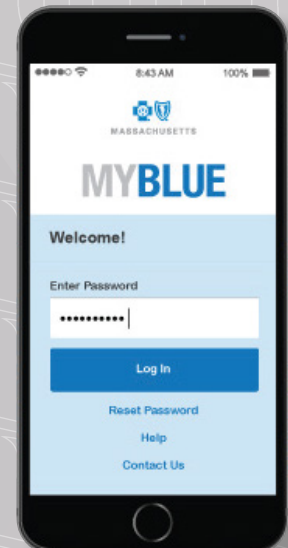 8:43 AM 100%
MASSACHUSETTS
MYBLUE
Welcome!
Enter Password
Log In
Reset Password
Help
Contact Us